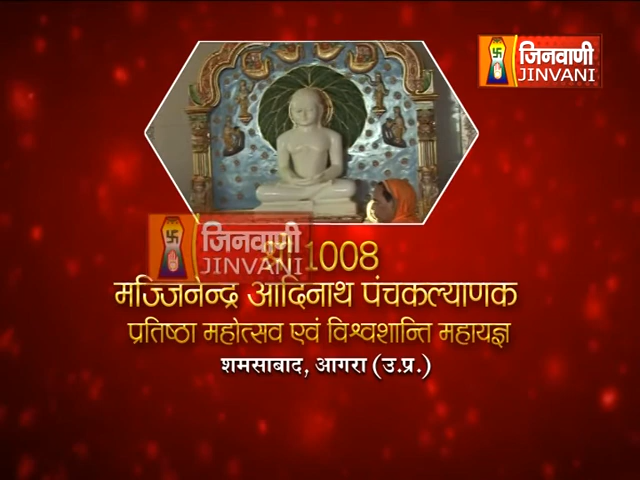 जिनवाणी
JINVANI
जिनवाणी
JINVANI
श्री 1008
मज्जिनेन्द्र आदिनाथ पंचकल्याणक
प्रतिष्ठा महोत्सव एवं विश्वशान्ति महायज्ञ
शमसाबाद, आगरा (उ.प्र.)